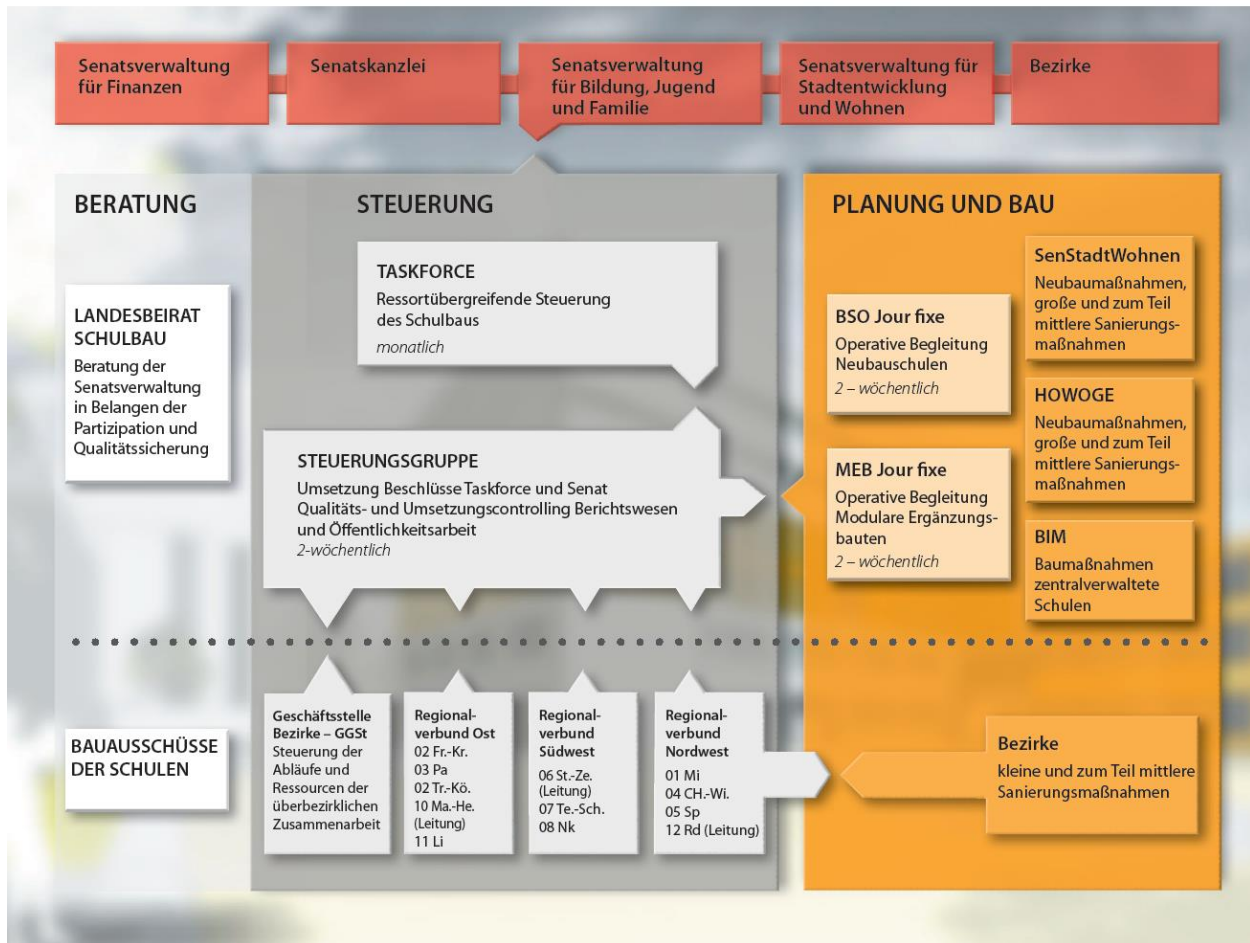 Senatsverwaltung
für Finanzen
Senatskanzlei
Senatsverwaltung
für Bildung, Jugend
und Familie
Senatsverwaltung für
Stadtentwicklung
und Wohnen
Bezirke
BERATUNG
LANDESBEIRAT
SCHULBAU
Beratung der
Senatsverwaltung
in Belangen der
Partizipation und
Qualitätssicherung
BAUAUSSCHÜSSE
DER SCHULEN
STEUERUNG
TASKFORCE
Ressortübergreifende Steuerung
des Schulbaus
monatlich
STEUERUNGSGRUPPE
Umsetzung Beschlüsse Taskforce und Senat
Qualitäts- und Umsetzungscontrolling Berichtswesen
und Öffentlichkeitsarbeit
2-wöchentlich
Geschäftsstelle
Bezirke – GGSt
Steuerung der
Abläufe und
Ressourcen der
überbezirklichen
Zusammenarbeit
Regional-
verbund Ost
02 Fr.-Kr.
03 Pa
02 Tr.-Kö.
10 Ma.-He.
(Leitung)
11 Li
Regional-
verbund
Südwest
06 St.-Ze.
(Leitung)
07 Te.-Sch.
08 Nk
Regional-
verbund
Nordwest
01 Mi
04 CH.-Wi.
05 Sp
12 Rd (Leitung)
PLANUNG UND BAU
BSO Jour fixe
Operative Begleitung
Neubauschulen
2 – wöchentlich
MEB Jour fixe
Operative Begleitung
Modulare Ergänzungs-
bauten
2 – wöchentlich
SenStadtWohnen
Neubaumaßnahmen,
große und zum Teil
mittlere Sanierungs-
maßnahmen
HOWOGE
Neubaumaßnahmen,
große und zum Teil
mittlere Sanierungs-
maßnahmen
BIM
Baumaßnahmen
zentralverwaltete
Schulen
Bezirke
kleine und zum Teil mittlere
Sanierungsmaßnahmen